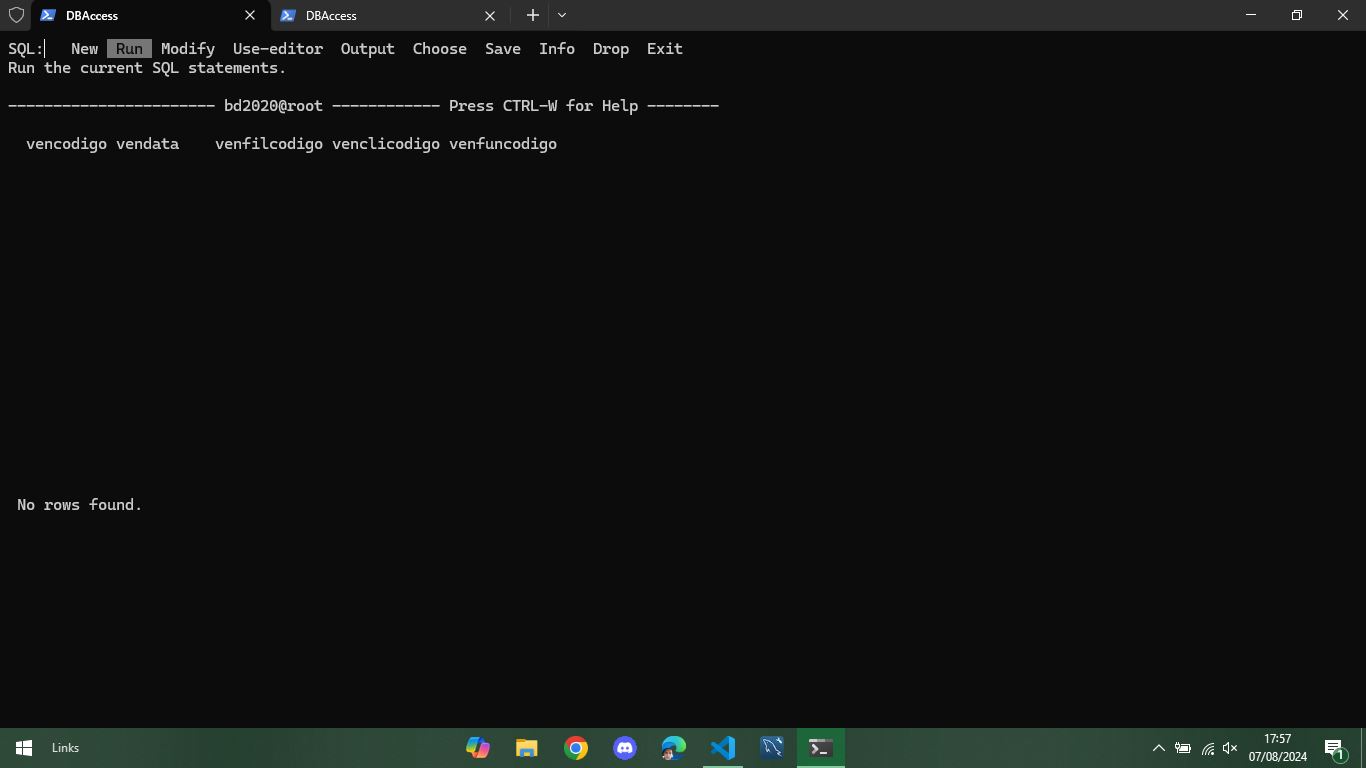 DBAccess DBAccess
SQL: New Run Modify Use-editor Output Choose Save Info Drop Exit
Run the current SQL statements.
----------------------- bd2020@root ------------ Press CTRL-W for Help --------
vencodigo vendata venfilcodigo venclicodigo venfuncodigo
No rows found.
Links
17:57
07/08/2024
1